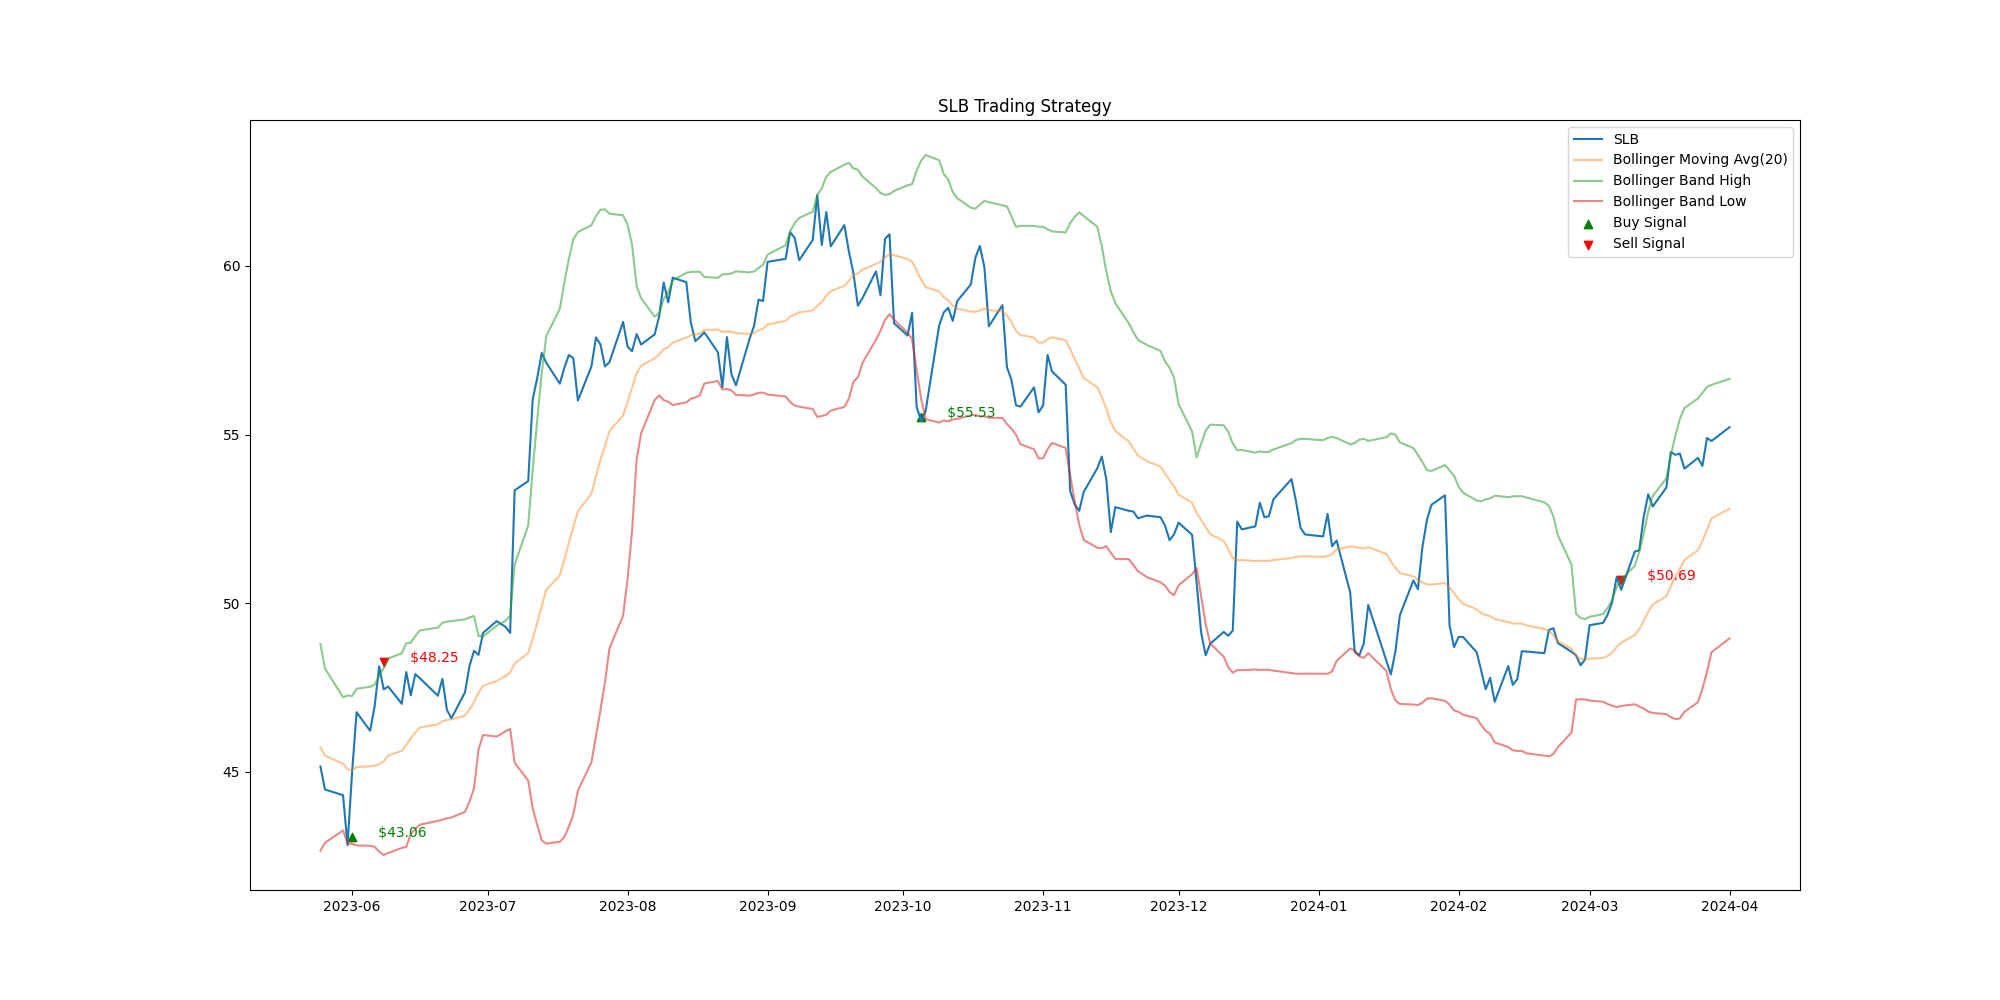 SLB Trading Strategy
SLB
Bollinger Moving Avg(20)
Bollinger Band High
Bollinger Band Low
Buy Signal
Sell Signal
60
55
50
45
$55.53
$50.69
$48.25
$43.06
2023-06
2023-07
2023-08
2023-09
2023-10
2023-11
2023-12
2024-01
2024-02
2024-03
2024-04